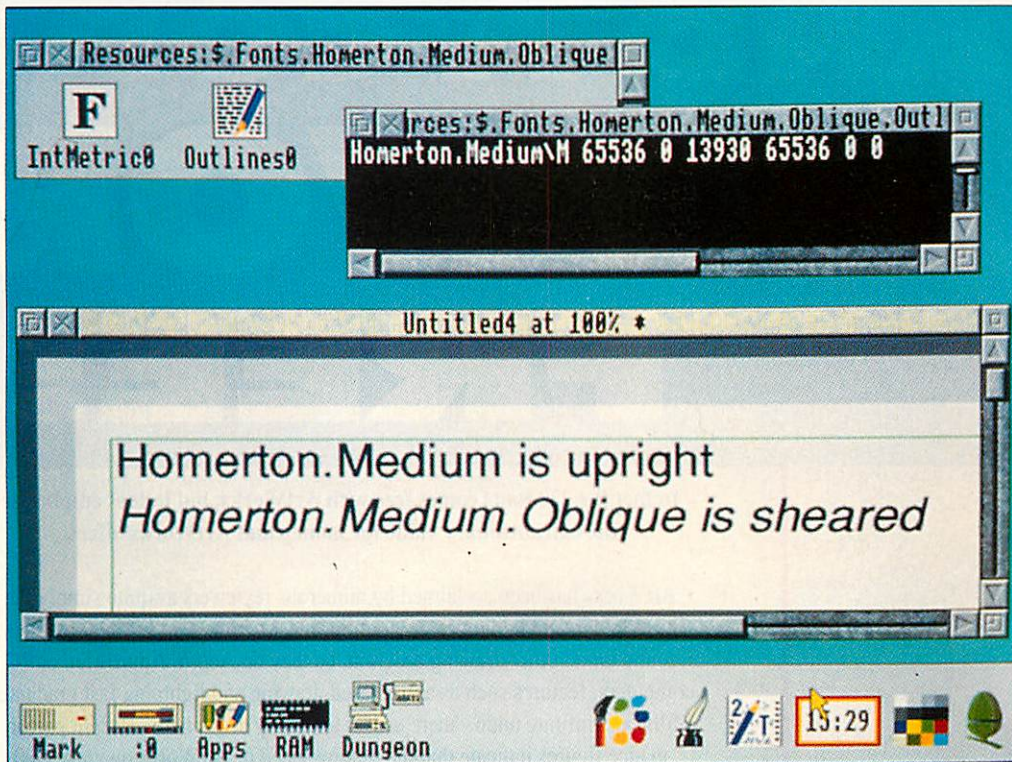 Resources:$.Fonts.Homerton.Medium.Oblique
F
IntMetric0 Outlines0
rces:$.Fonts.Homerton.Medium.Oblique.Outl
Homerton.Medium\M 65536 0 13930 65536 0 0
Untitled4 at 100% *
Homerton.Medium is upright
Homerton.Medium.Oblique is sheared
15:29
Mark :0 Apps RAM Dungeon